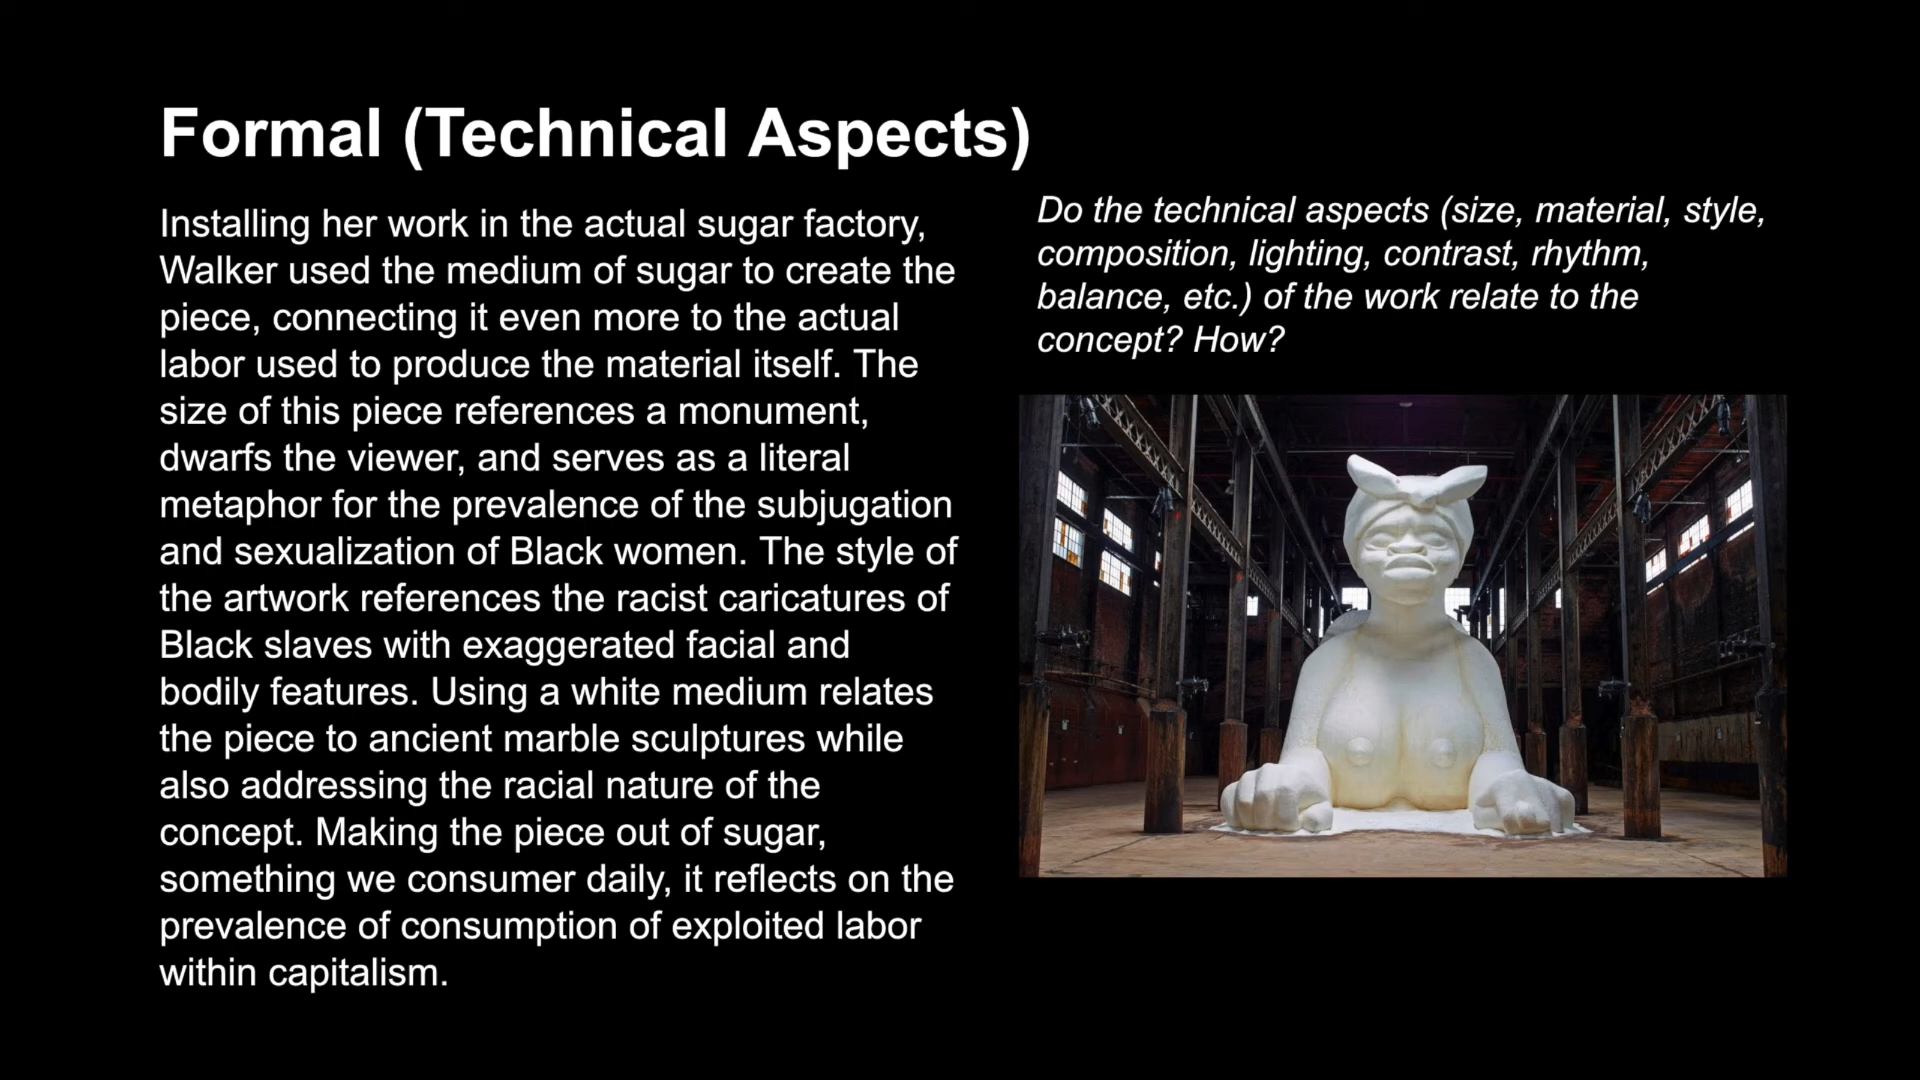 Formal (Technical Aspects)
Installing her work in the actual sugar factory,
Walker used the medium of sugar to create the
piece, connecting it even more to the actual
labor used to produce the material itself. The
size of this piece references a monument,
dwarfs the viewer, and serves as a literal
metaphor for the prevalence of the subjugation
and sexualization of Black women. The style of
the artwork references the racist caricatures of
Black slaves with exaggerated facial and
bodily features. Using a white medium relates
the piece to ancient marble sculptures while
also addressing the racial nature of the
concept. Making the piece out of sugar,
something we consumer daily, it reflects on the
prevalence of consumption of exploited labor
within capitalism.
Do the technical aspects (size, material, style,
composition, lighting, contrast, rhythm,
balance, etc.) of the work relate to the
concept? How?